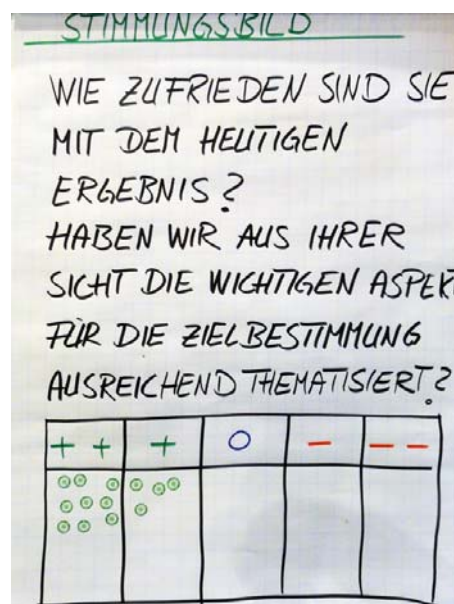 STIMMUNGSBILD
WIE ZUFRIEDEN SIND SIE
MIT DEM HEUTIGEN
ERGEBNIS?
HABEN WIR AUS IHRER
SICHT DIE WICHTIGEN ASPEKT
FÜR DIE ZIELBESTIMMUNG
AUSREICHEND THEMATISIERT?
+ + + O − − −